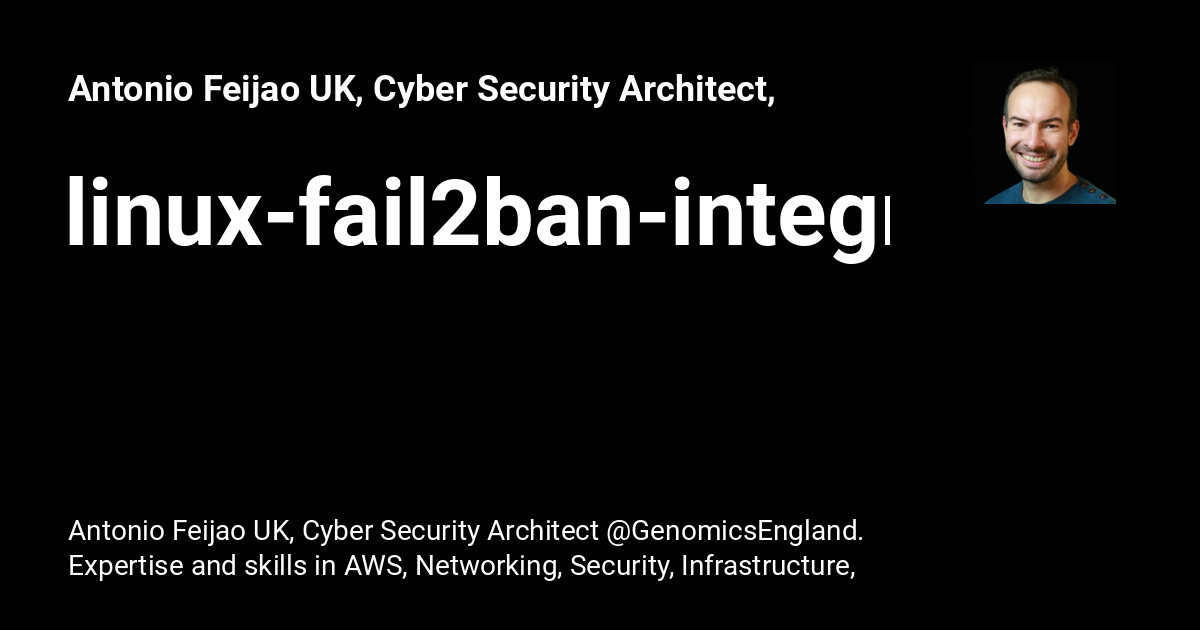 Antonio Feijao UK, Cyber Security Architect,
linux-fail2ban-integ
Antonio Feijao UK, Cyber Security Architect @GenomicsEngland.
Expertise and skills in AWS, Networking, Security, Infrastructure,